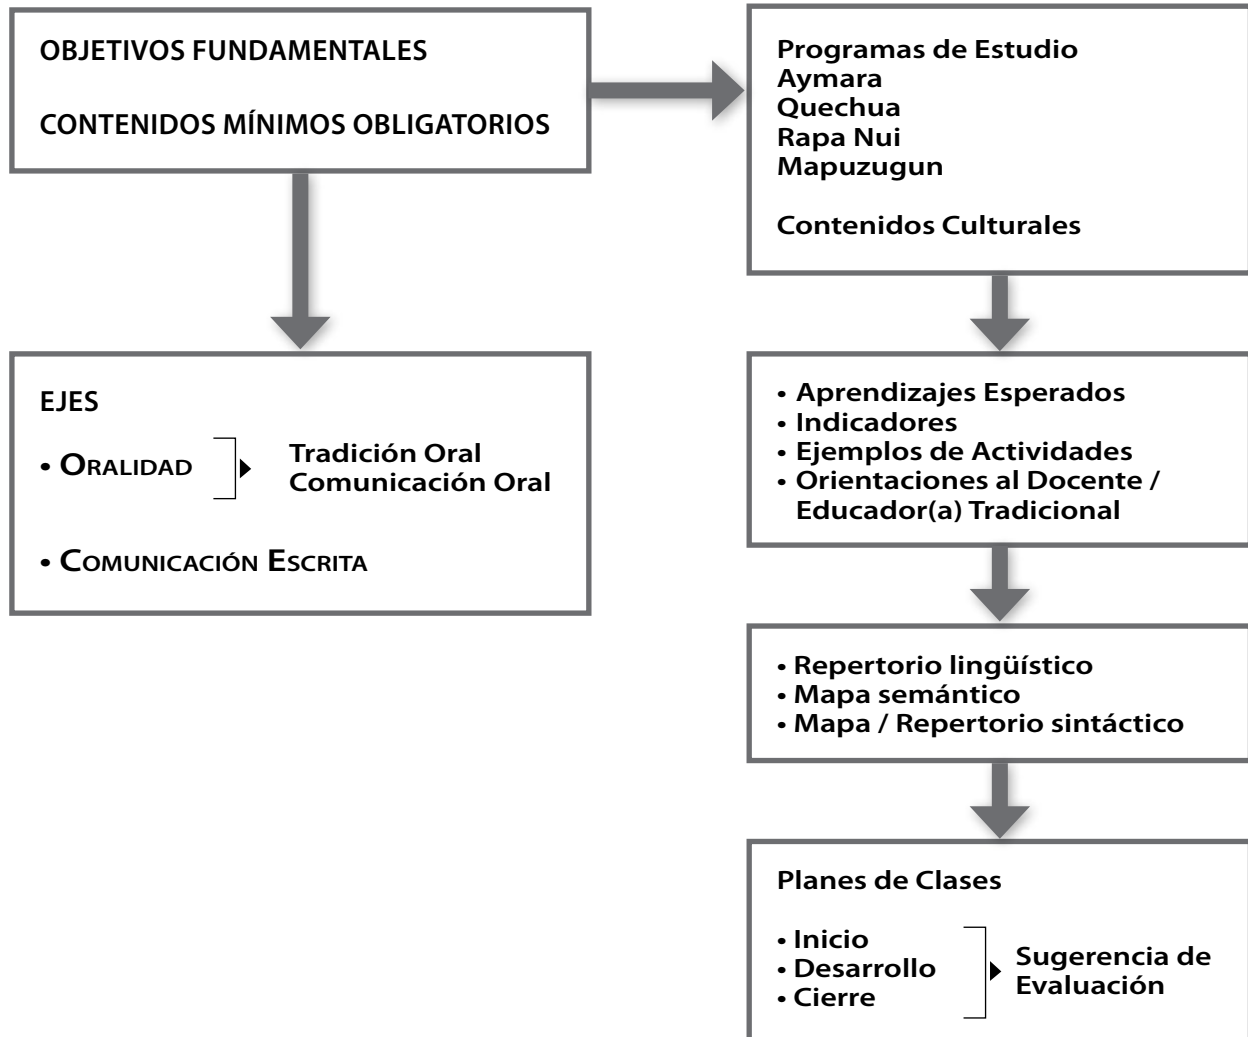 OBJETIVOS FUNDAMENTALES
CONTENIDOS MÍNIMOS OBLIGATORIOS
Programas de Estudio
Aymara
Quechua
Rapa Nui
Mapuzugun
Contenidos Culturales
EJES
• ORALIDAD
Tradición Oral
Comunicación Oral
• COMUNICACIÓN ESCRITA
• Aprendizajes Esperados
• Indicadores
• Ejemplos de Actividades
• Orientaciones al Docente /
Educador(a) Tradicional
• Repertorio lingüístico
• Mapa semántico
• Mapa / Repertorio sintáctico
Planes de Clases
• Inicio
• Desarrollo
• Cierre
Sugerencia de
Evaluación